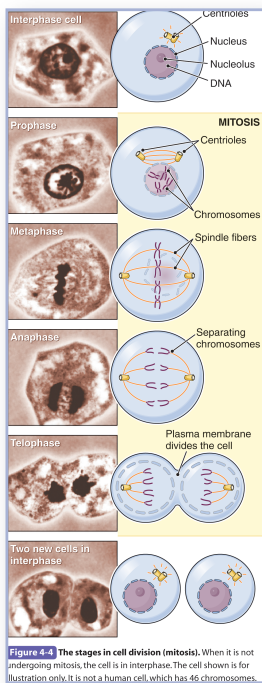 Interphase cell
Centrioles
Nucleus
Nucleolus
DNA
MITOSIS
Prophase
Centrioles
Chromosomes
Metaphase
Spindle fibers
Anaphase
Separating
chromosomes
Telophase
Plasma membrane
divides the cell
Two new cells in
interphase
Figure 4-4 The stages in cell division (mitosis). When it is not
undergoing mitosis, the cell is in interphase. The cell shown is for
illustration only. It is not a human cell, which has 46 chromosomes.